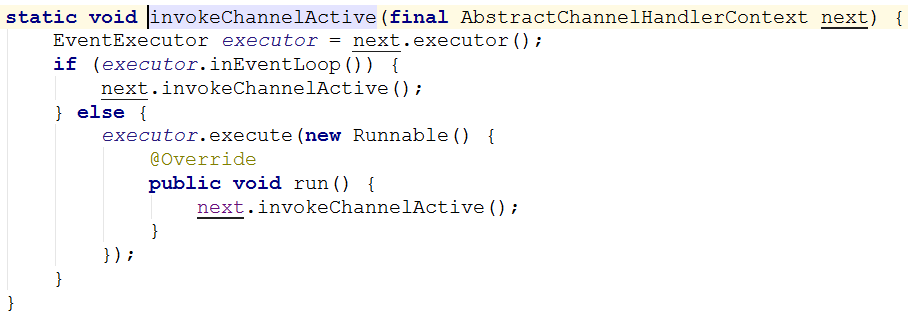 static void invokeChannelActive(final AbstractChannelHandlerContext next) {
    EventExecutor executor = next.executor();
    if (executor.inEventLoop()) {
        next.invokeChannelActive();
    } else {
        executor.execute(new Runnable() {
            @Override
            public void run() {
                next.invokeChannelActive();
            }
        });
    }
}